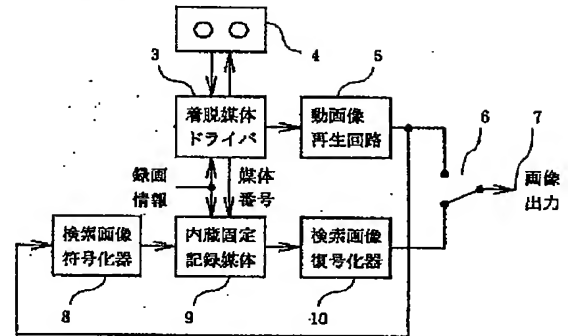 4
3
5
着脱媒体
ドライバ
動画像
再生回路
6
7
画像
出力
録画
情報
媒体
番号
検索画像
符号化器
内蔵固定
記録媒体
検索画像
復号化器
8
9
10